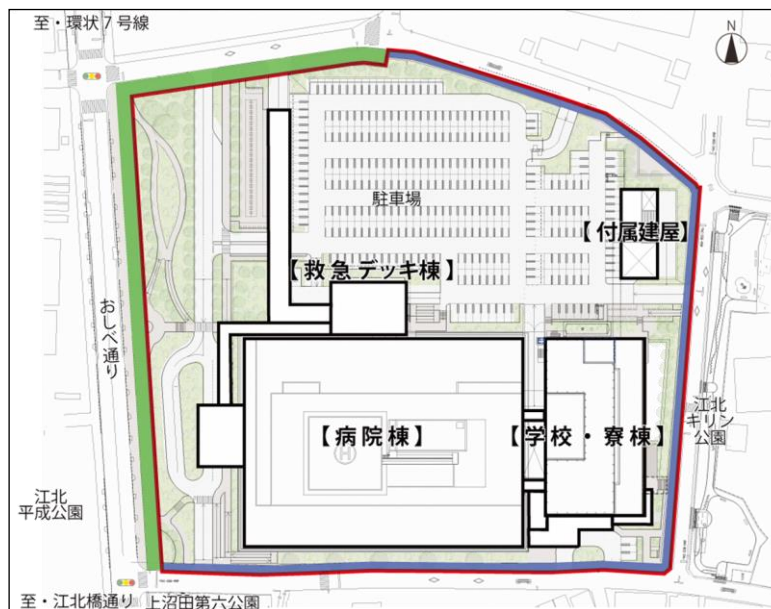 至・環状7号線
N
駐車場
【付属建屋】
【救急デッキ棟】
おしべ通り
【病院棟】
【学校・寮棟】
H
江北
キリン
公園
江北
平成公園
至・江北橋通り 上沼田第六公園